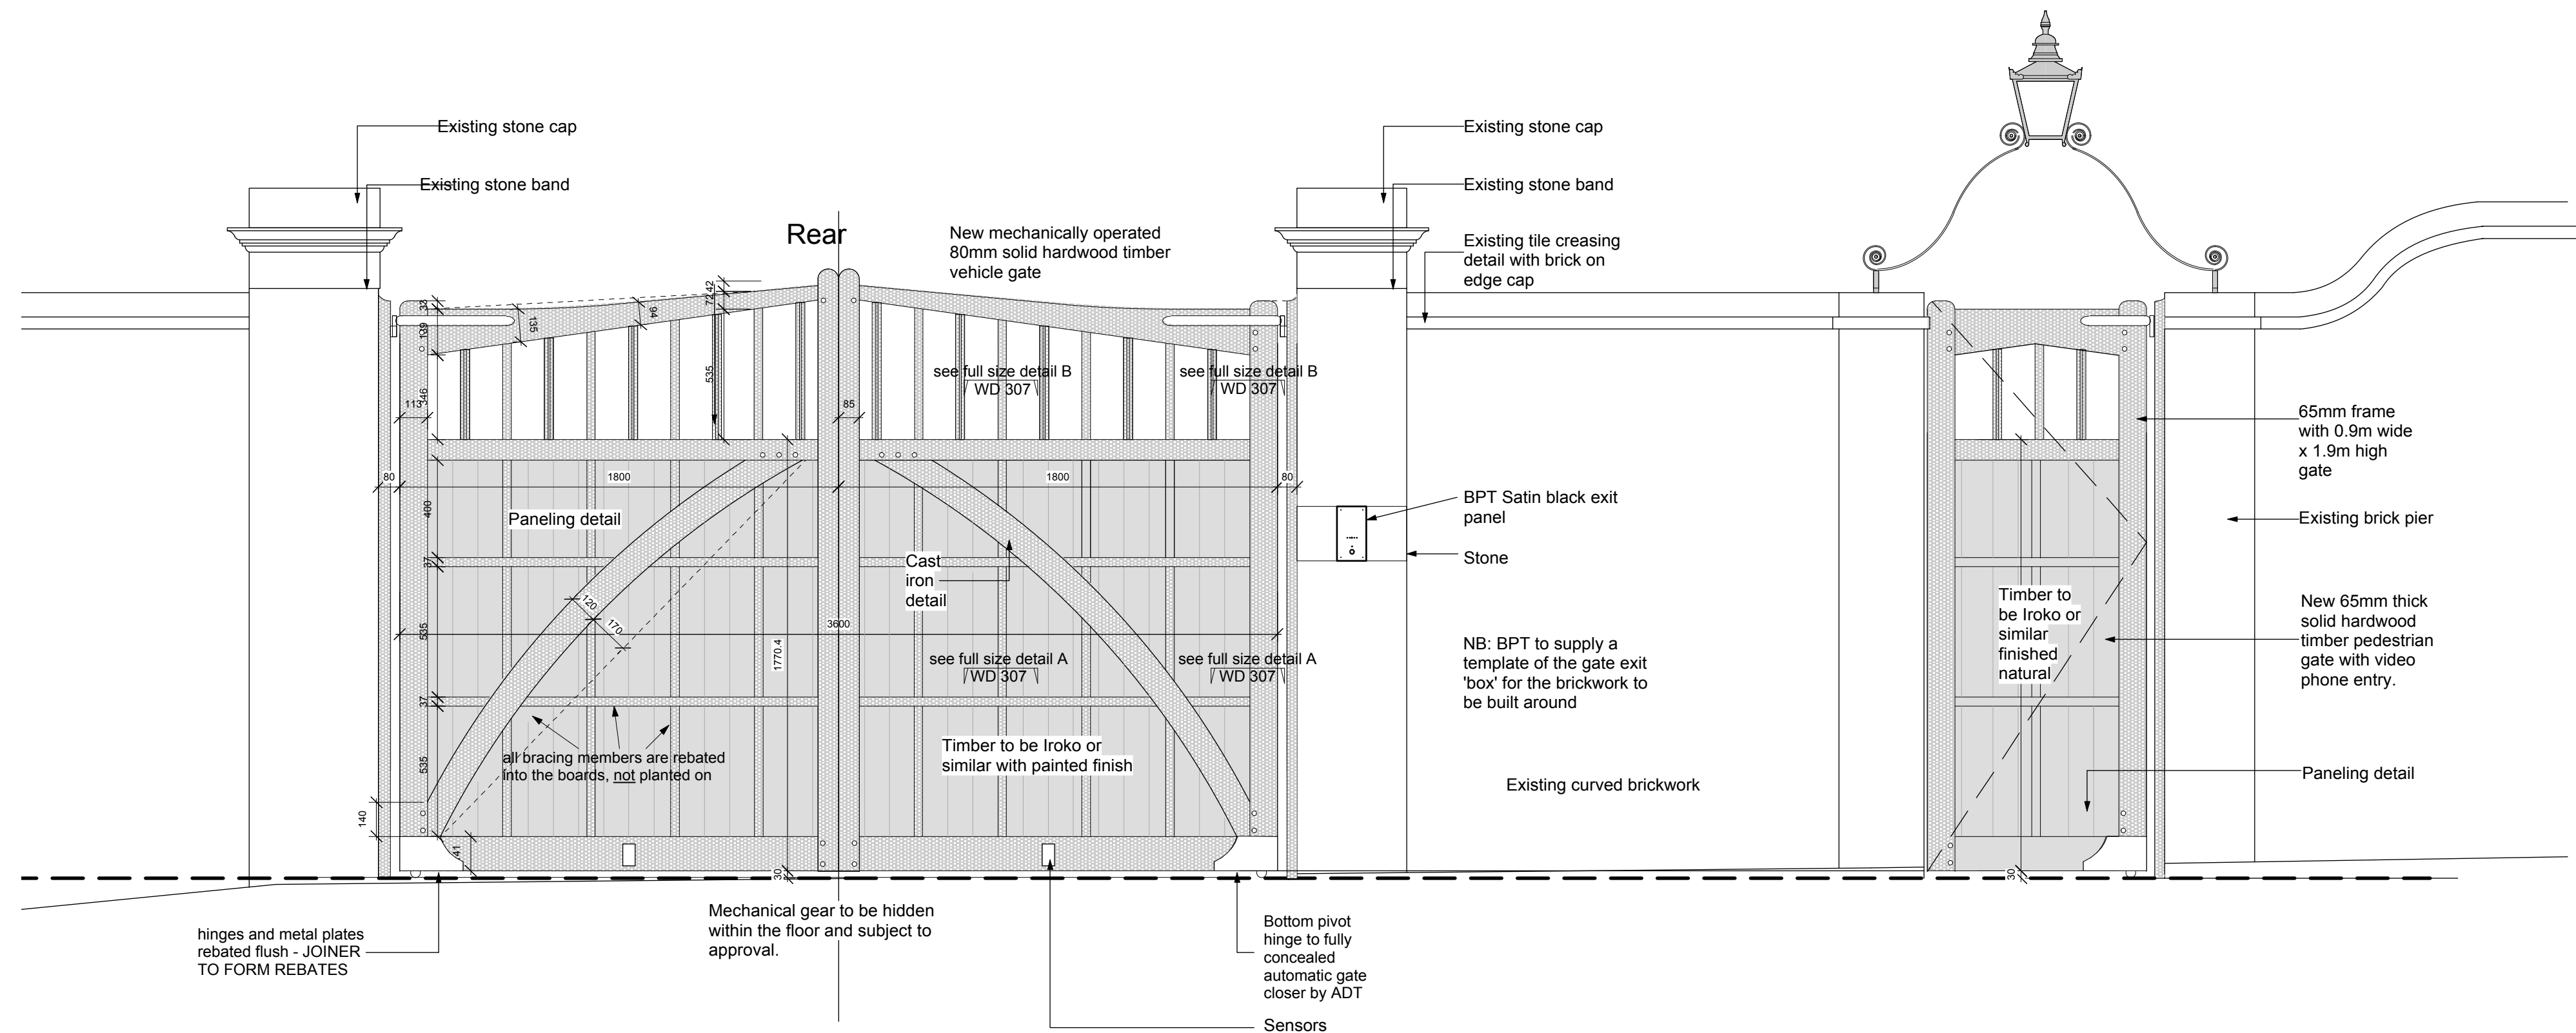 Existing stone cap
Existing stone band
Rear
New mechanically operated
80mm solid hardwood timber
vehicle gate
Existing stone cap
Existing stone band
Existing tile creasing
detail with brick on
edge cap
33
139
346
113
135
94
42
72
535
85
see full size detail B
WD 307
see full size detail B
WD 307
80
1800
1800
80
400
Paneling detail
37
Cast
iron
detail
120
170
535
3600
1770.4
see full size detail A
WD 307
see full size detail A
WD 307
37
all bracing members are rebated
into the boards, not planted on
535
Timber to be Iroko or
similar with painted finish
140
41
30
BPT Satin black exit
panel
Stone
NB: BPT to supply a
template of the gate exit
'box' for the brickwork to
be built around
Existing curved brickwork
65mm frame
with 0.9m wide
x 1.9m high
gate
Existing brick pier
Timber to
be Iroko or
similar
finished
natural
New 65mm thick
solid hardwood
timber pedestrian
gate with video
phone entry.
Paneling detail
30
hinges and metal plates
rebated flush - JOINER
TO FORM REBATES
Mechanical gear to be hidden
within the floor and subject to
approval.
Bottom pivot
hinge to fully
concealed
automatic gate
closer by ADT
Sensors